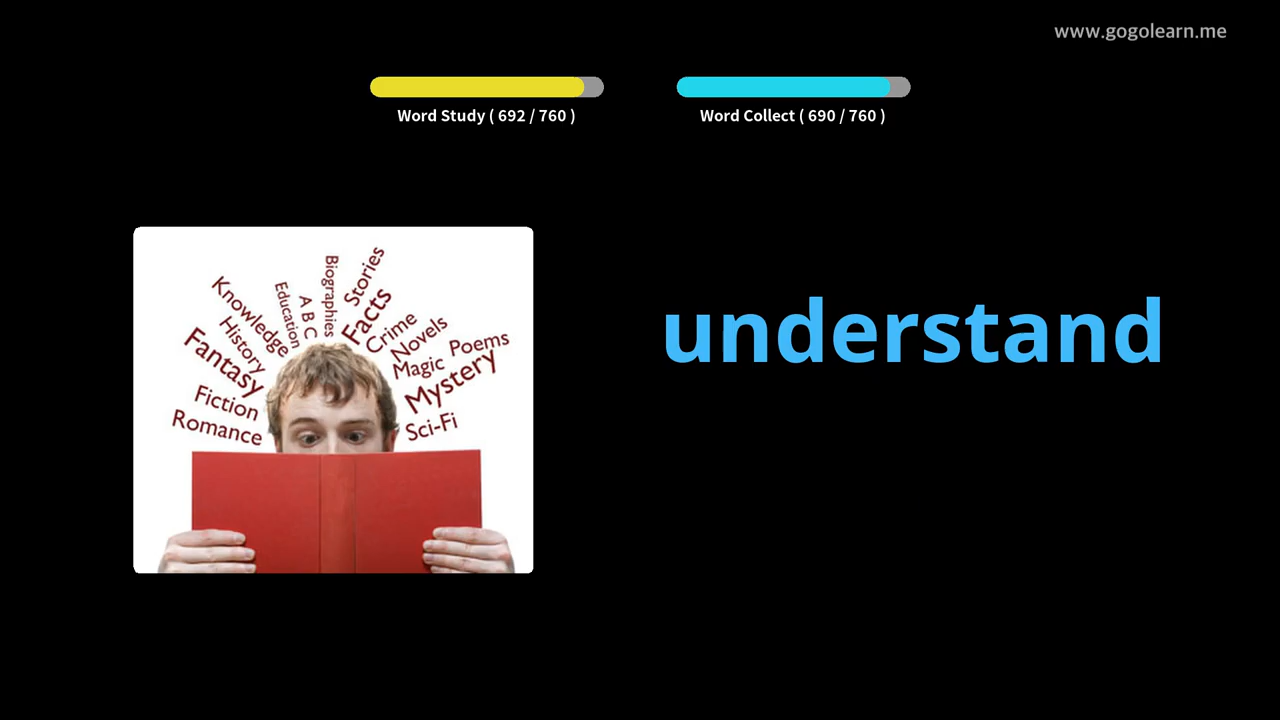 www.gogolearn.me
Word Study ( 692 / 760 )
Word Collect ( 690 / 760 )
understand
Romance
Fiction
Fantasy
History
Knowledge
Education
A B C
Biographies
Stories
Facts
Crime
Novels
Magic
Poems
Mystery
Sci-Fi